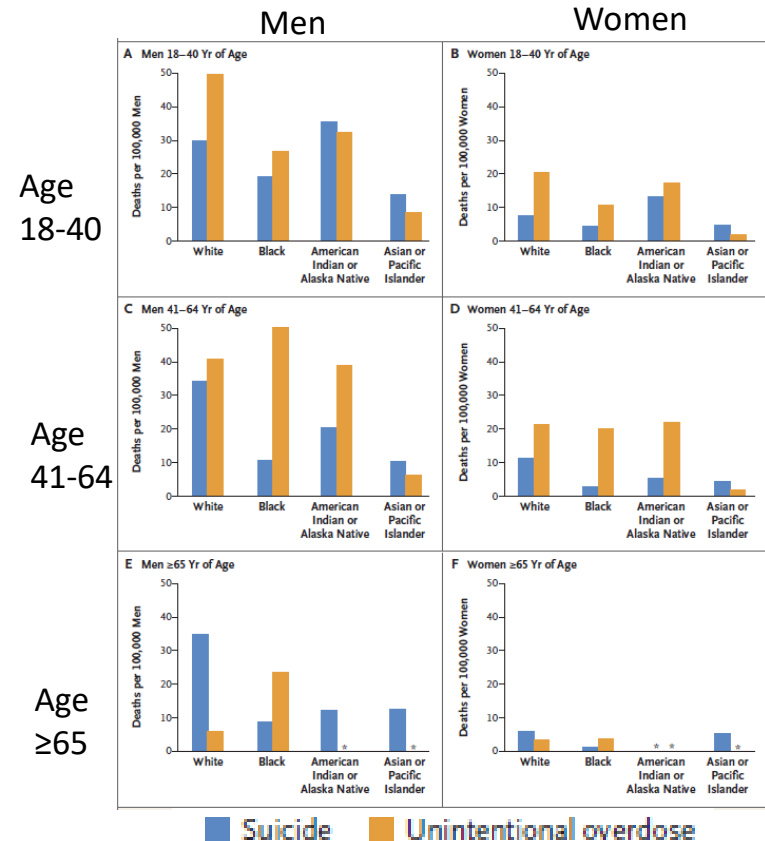 Men
Women
Age
18-40
A Men 18–40 Yr of Age
Deaths per 100,000 Men
50
40
30
20
10
0
White
Black
American
Indian or
Alaska Native
Asian or
Pacific
Islander
B Women 18–40 Yr of Age
Deaths per 100,000 Women
50
40
30
20
10
0
White
Black
American
Indian or
Alaska Native
Asian or
Pacific
Islander
Age
41-64
C Men 41–64 Yr of Age
Deaths per 100,000 Men
50
40
30
20
10
0
White
Black
American
Indian or
Alaska Native
Asian or
Pacific
Islander
D Women 41–64 Yr of Age
Deaths per 100,000 Women
50
40
30
20
10
0
White
Black
American
Indian or
Alaska Native
Asian or
Pacific
Islander
Age
≥65
E Men ≥65 Yr of Age
Deaths per 100,000 Men
50
40
30
20
10
0
*
*
White
Black
American
Indian or
Alaska Native
Asian or
Pacific
Islander
F Women ≥65 Yr of Age
Deaths per 100,000 Women
50
40
30
20
10
0
* *
*
White
Black
American
Indian or
Alaska Native
Asian or
Pacific
Islander
Suicide
Unintentional overdose